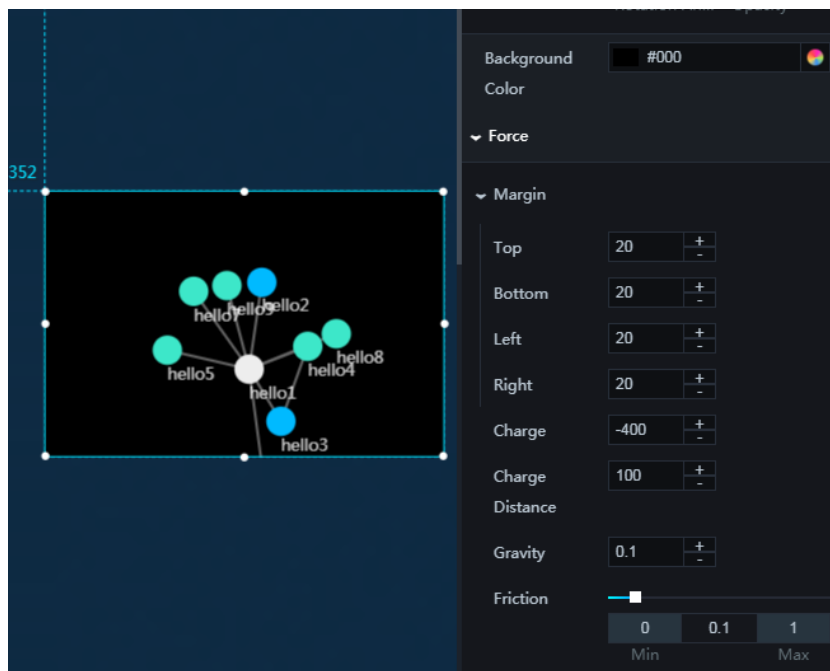 Background
Color
#000
Force
352
Margin
Top
20
+
-
Bottom
20
+
-
Left
20
+
-
Right
20
+
-
Charge
-400
+
-
Charge
Distance
100
+
-
Gravity
0.1
+
-
Friction
0
0.1
1
Min
Max
hello7
hello2
hello8
hello5
hello4
hello1
hello3